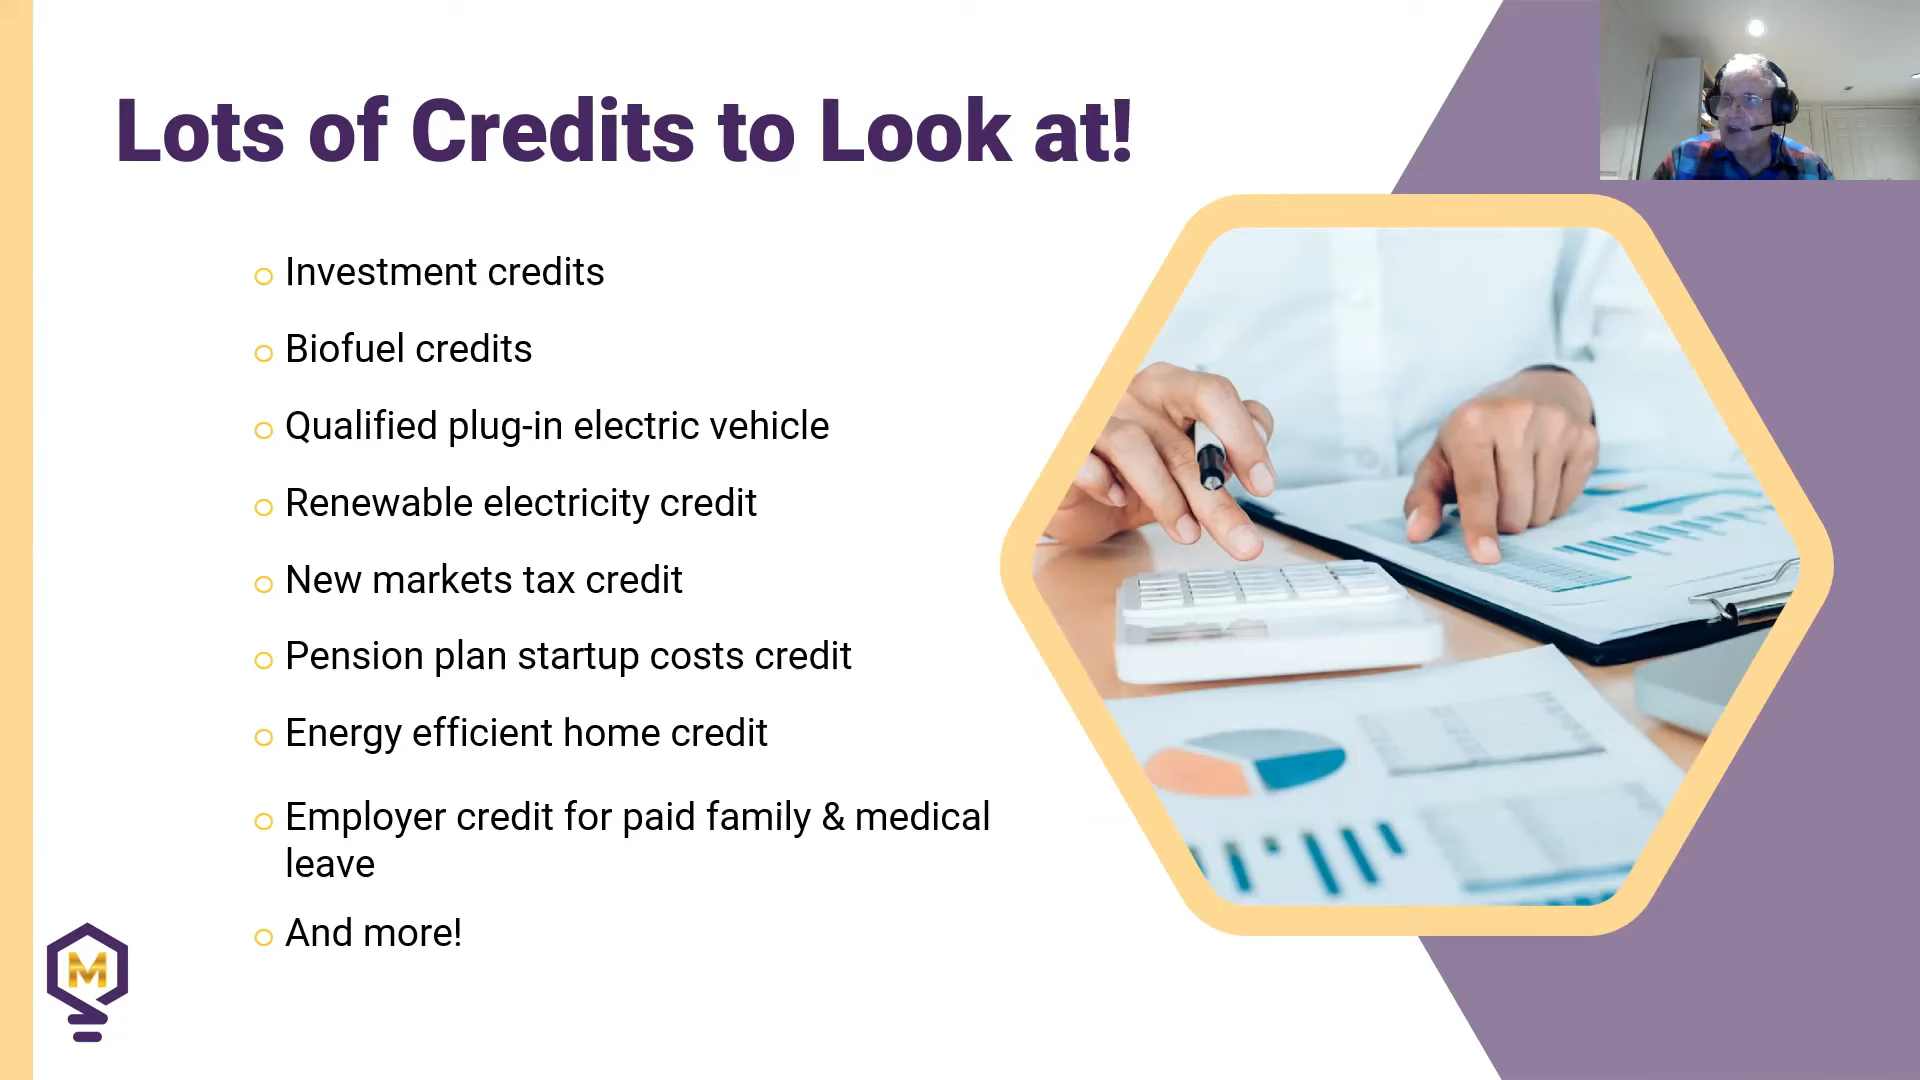 Lots of Credits to Look at!
Investment credits
Biofuel credits
Qualified plug-in electric vehicle
Renewable electricity credit
New markets tax credit
Pension plan startup costs credit
Energy efficient home credit
Employer credit for paid family & medical
leave
And more!
M